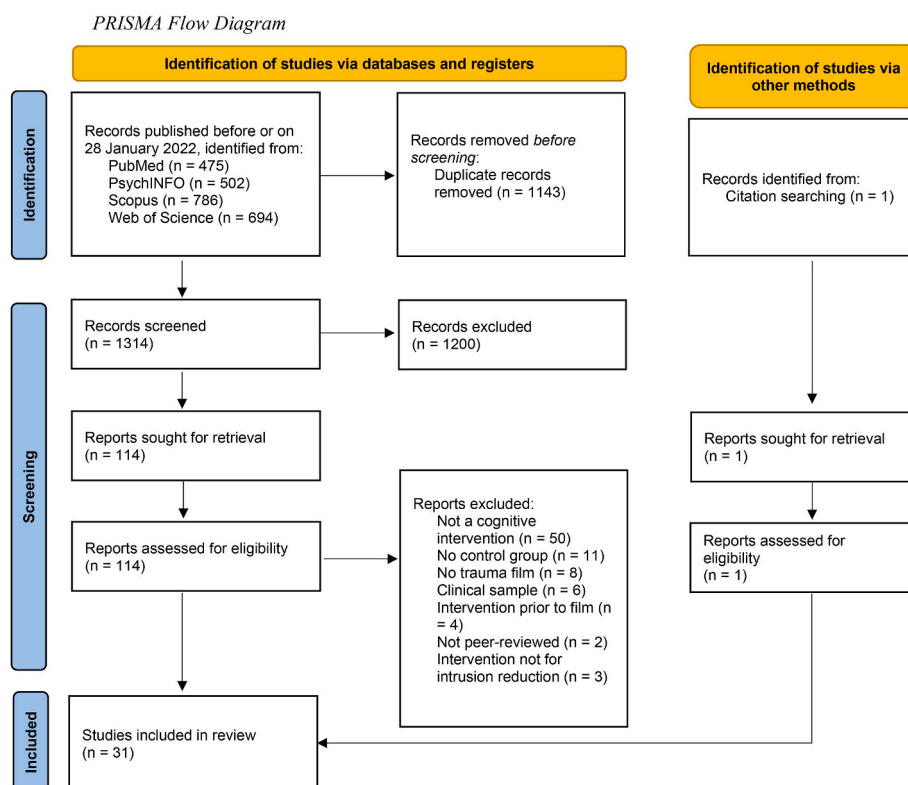 PRISMA Flow Diagram
Identification of studies via databases and registers
Identification of studies via
other methods
Identification
Records published before or on
28 January 2022, identified from:
PubMed (n = 475)
PsychINFO (n = 502)
Scopus (n = 786)
Web of Science (n = 694)
Records removed before
screening:
Duplicate records
removed (n = 1143)
Records identified from:
Citation searching (n = 1)
Screening
Records screened
(n = 1314)
Records excluded
(n = 1200)
Reports sought for retrieval
(n = 114)
Reports sought for retrieval
(n = 1)
Reports assessed for eligibility
(n = 114)
Reports excluded:
Not a cognitive
intervention (n = 50)
No control group (n = 11)
No trauma film (n = 8)
Clinical sample (n = 6)
Intervention prior to film (n
= 4)
Not peer-reviewed (n = 2)
Intervention not for
intrusion reduction (n = 3)
Reports assessed for
eligibility
(n = 1)
Included
Studies included in review
(n = 31)